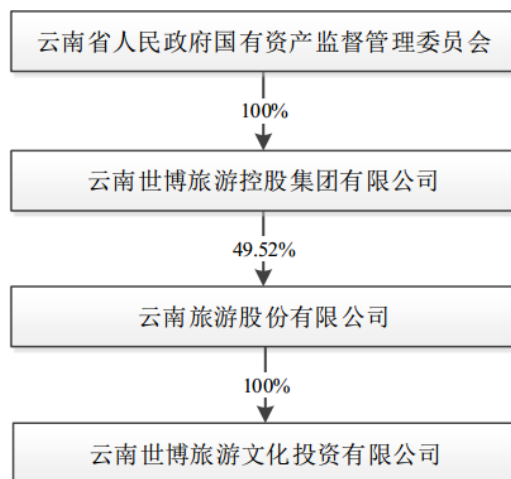 云南省人民政府国有资产监督管理委员会
100%
云南世博旅游控股集团有限公司
49.52%
云南旅游股份有限公司
100%
云南世博旅游文化投资有限公司